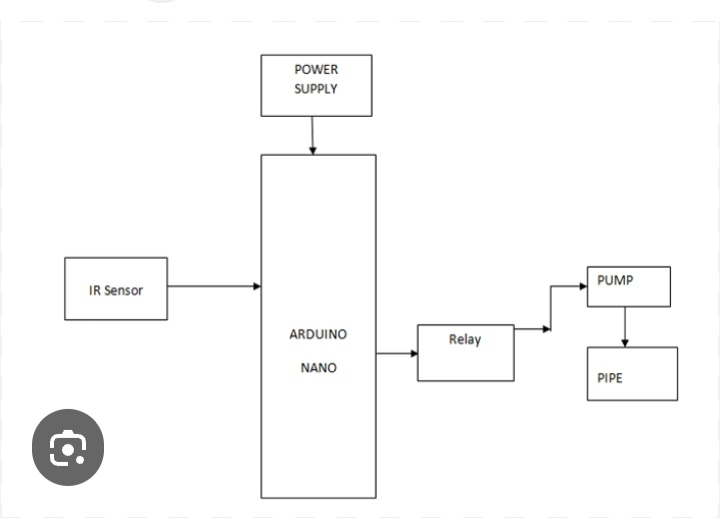 POWER
SUPPLY
IR Sensor
ARDUINO
NANO
Relay
PUMP
PIPE